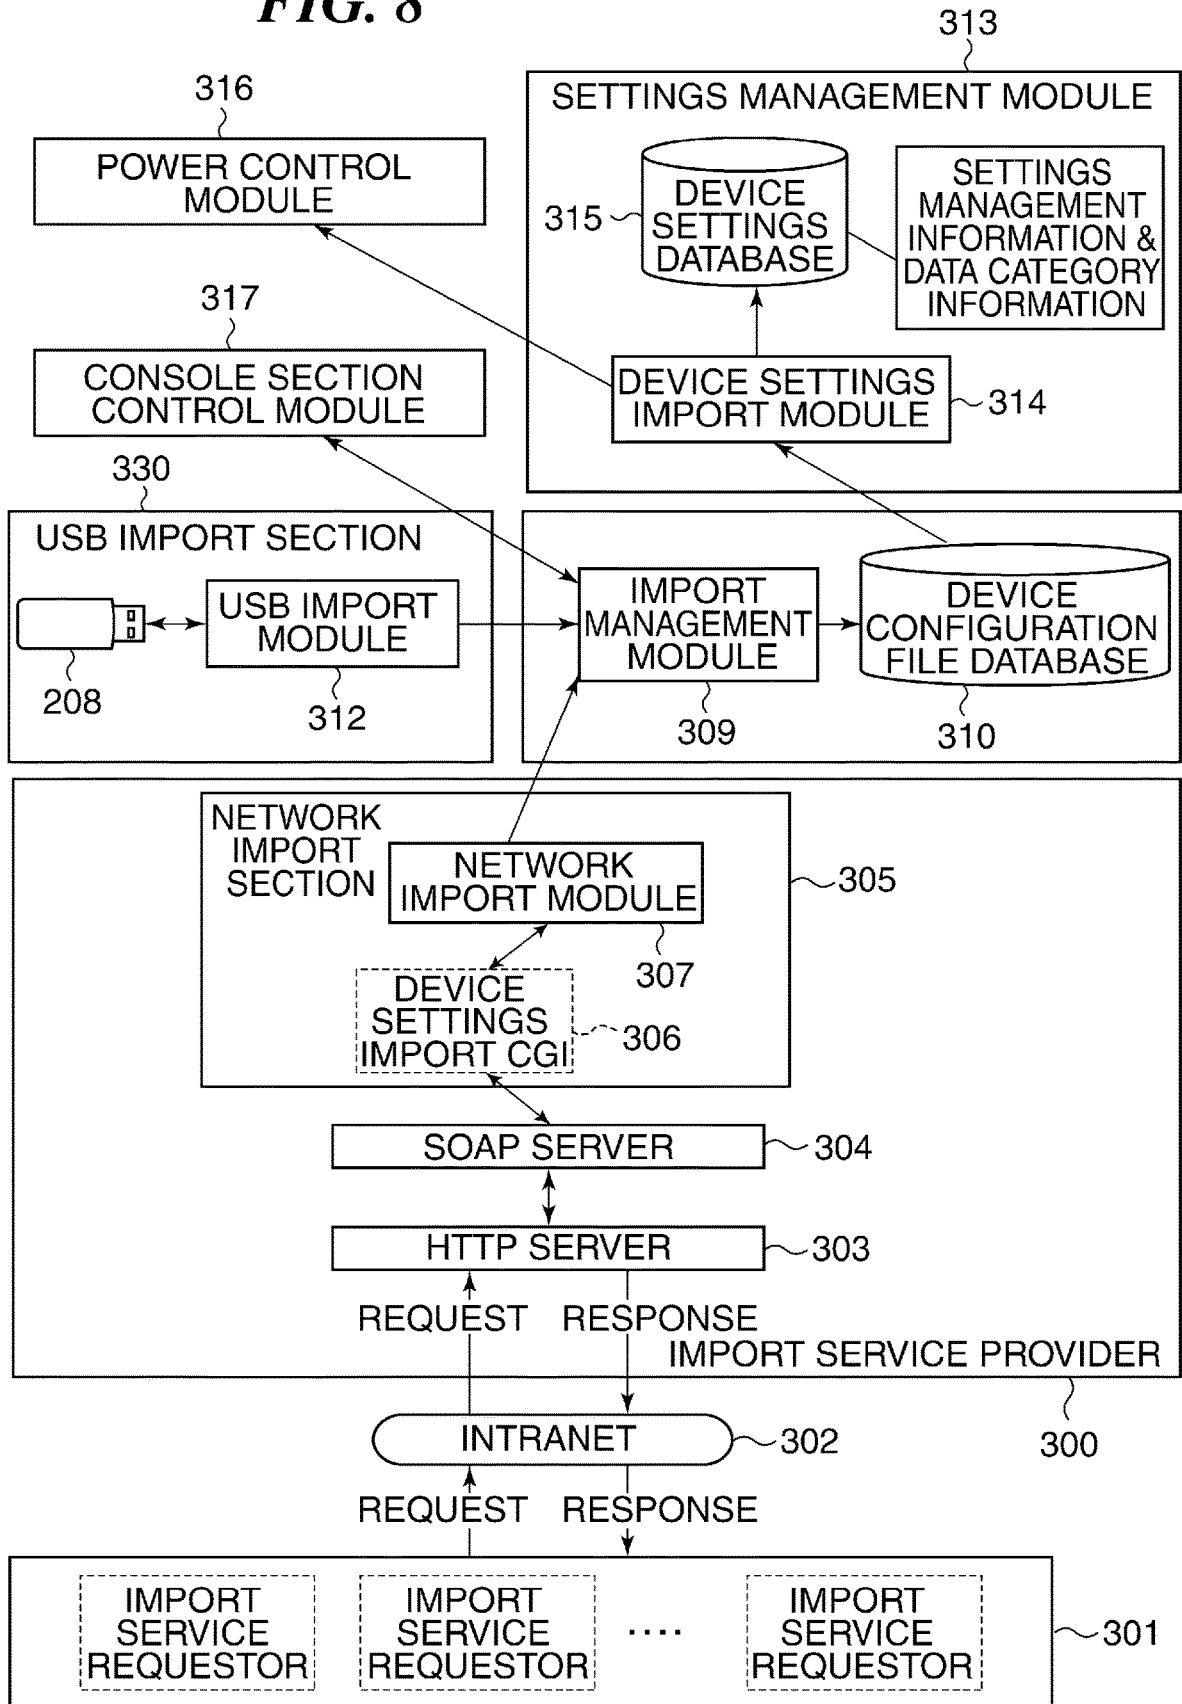 FIG. 8
313
316
SETTINGS MANAGEMENT MODULE
POWER CONTROL
MODULE
315
DEVICE
SETTINGS
DATABASE
SETTINGS
MANAGEMENT
INFORMATION &
DATA CATEGORY
INFORMATION
317
CONSOLE SECTION
CONTROL MODULE
DEVICE SETTINGS
IMPORT MODULE
314
330
USB IMPORT SECTION
USB IMPORT
MODULE
208
312
IMPORT
MANAGEMENT
MODULE
309
DEVICE
CONFIGURATION
FILE DATABASE
310
NETWORK
IMPORT
SECTION
NETWORK
IMPORT MODULE
305
307
DEVICE
SETTINGS
IMPORT CGI
306
SOAP SERVER
304
HTTP SERVER
303
REQUEST
RESPONSE
IMPORT SERVICE PROVIDER
INTRANET
302
300
REQUEST
RESPONSE
IMPORT
SERVICE
REQUESTOR
IMPORT
SERVICE
REQUESTOR
....
IMPORT
SERVICE
REQUESTOR
301